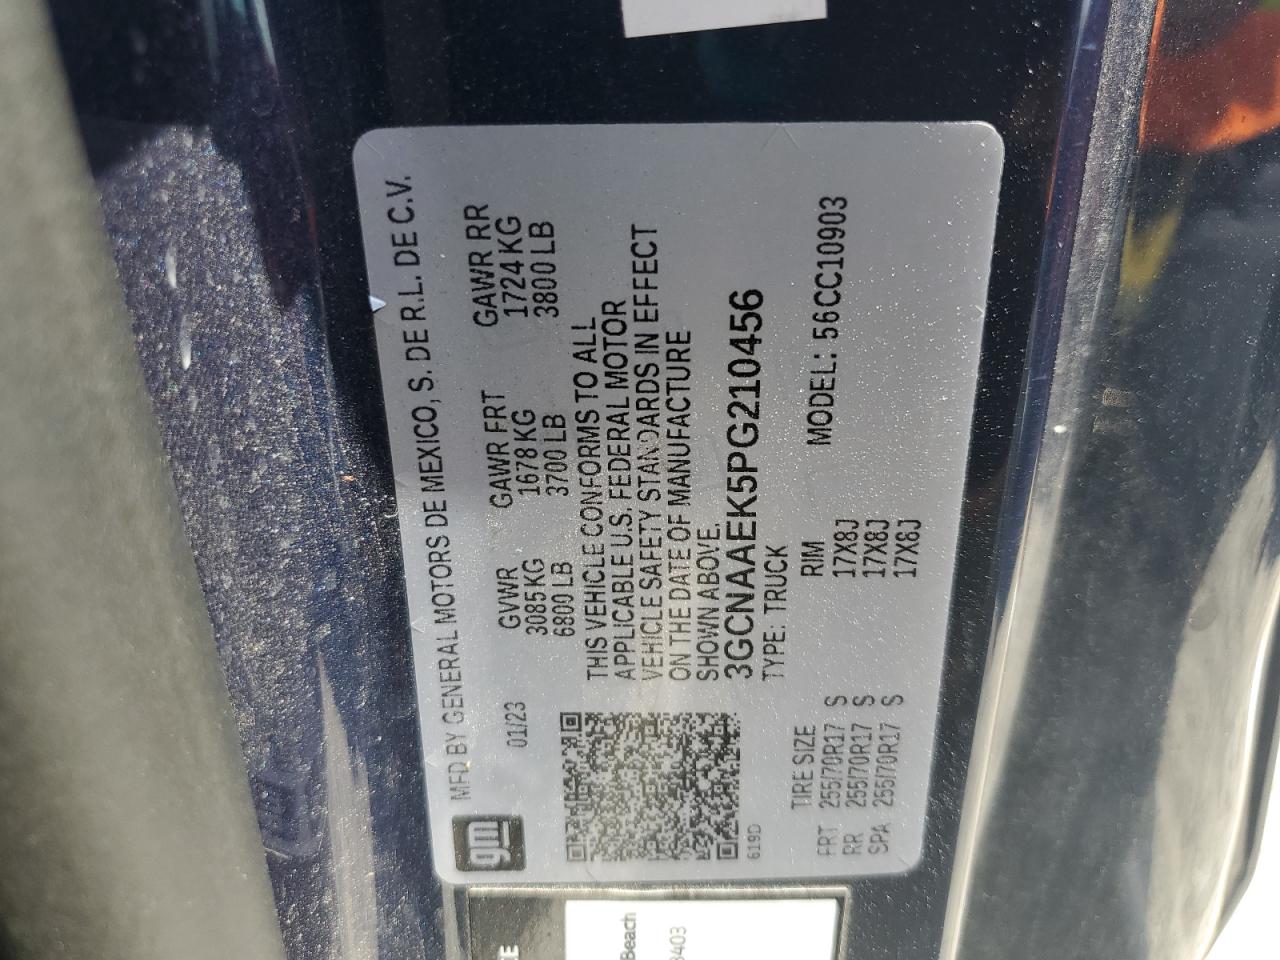 gm
MFD BY GENERAL MOTORS DE MEXICO, S. DE R.L. DE C.V.
01/23
GVWR GAWR FRT GAWR RR
3085KG 1678 KG 1724 KG
6800 LB 3700 LB 3800 LB
THIS VEHICLE CONFORMS TO ALL
APPLICABLE U.S. FEDERAL MOTOR
VEHICLE SAFETY STANDARDS IN EFFECT
ON THE DATE OF MANUFACTURE
SHOWN ABOVE.
3GCNAAEK5PG210456
TYPE: TRUCK
619D
TIRE SIZE RIM MODEL: 56CC10903
FRT 255/70R17 S 17X8J
RR 255/70R17 S 17X8J
SPA 255/70R17 S 17X8J
Beach
3403